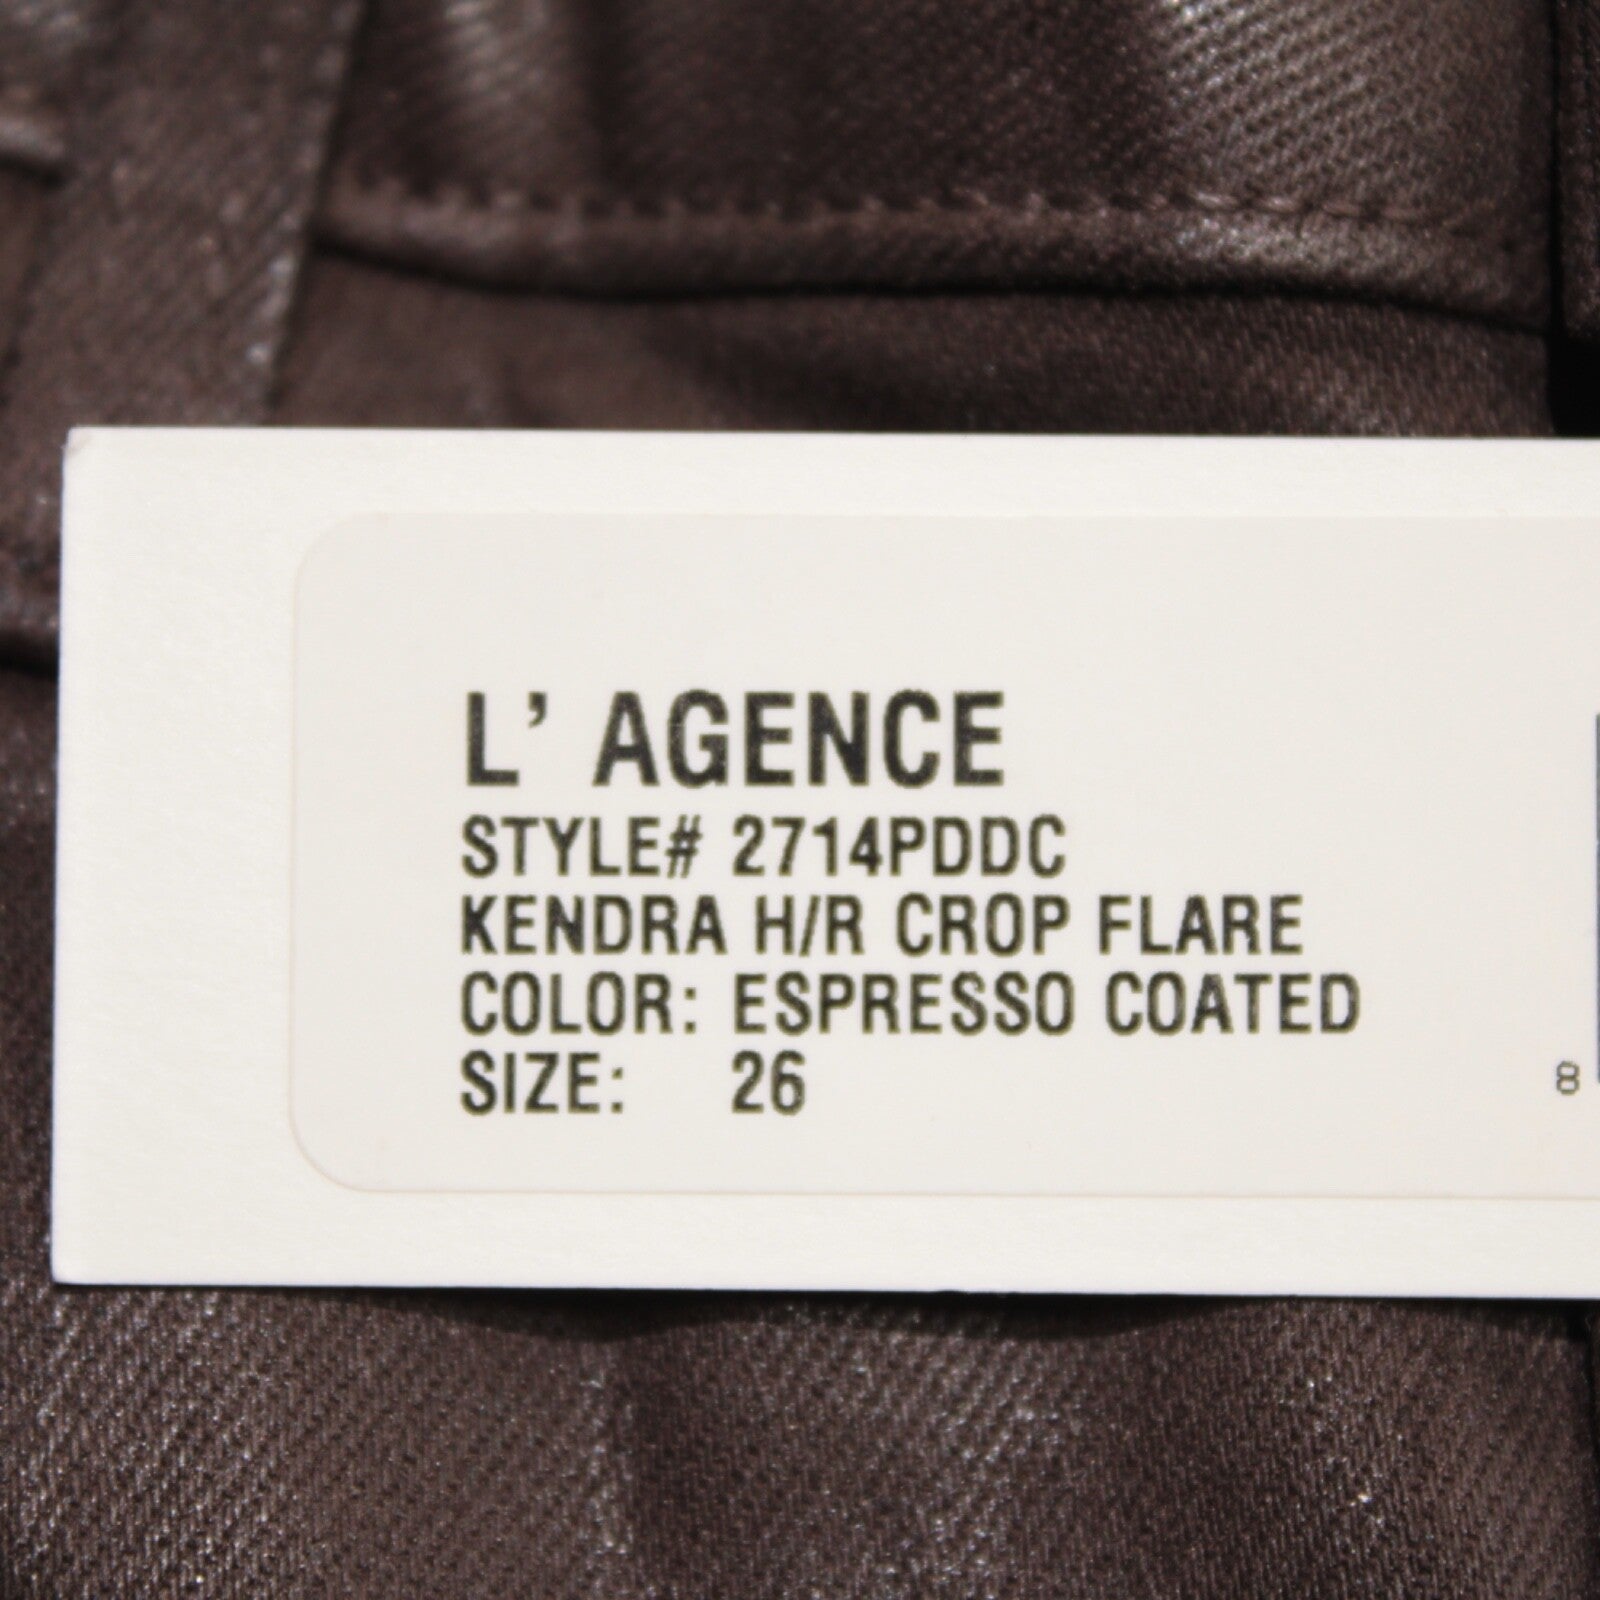 L' AGENCE
STYLE# 2714PDDC
KENDRA H/R CROP FLARE
COLOR: ESPRESSO COATED
SIZE: 26
8